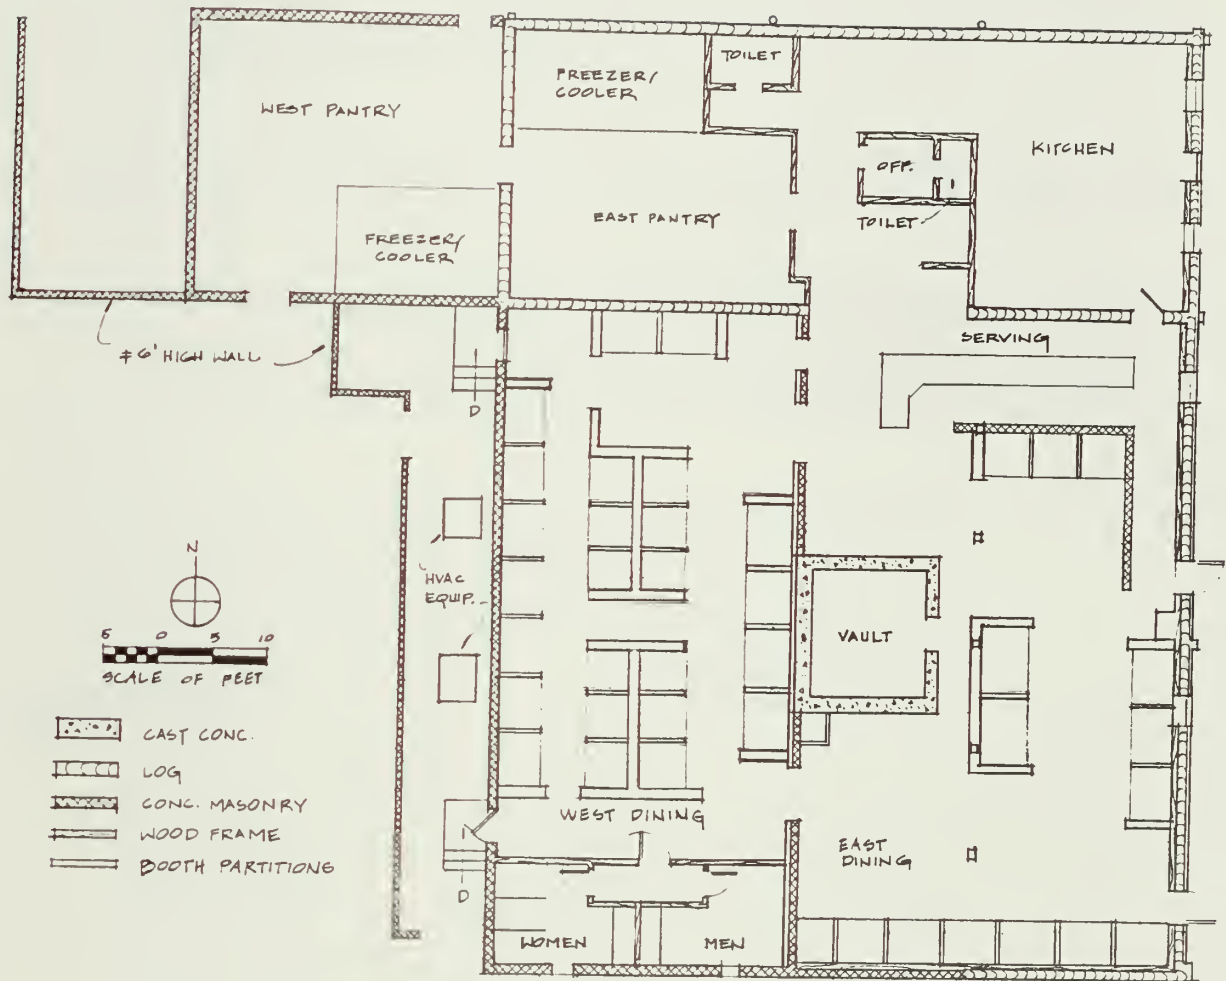 TOILET
FREEZER/
COOLER
WEST PANTRY
KITCHEN
OFF.
EAST PANTRY
TOILET
FREEZER/
COOLER
±6' HIGH WALL
SERVING
D
N
HVAC
EQUIP.
5 0 5 10
SCALE OF FEET
VAULT
CAST CONC.
LOG
CONC. MASONRY
WOOD FRAME
BOOTH PARTITIONS
WEST DINING
EAST
DINING
D
WOMEN
MEN